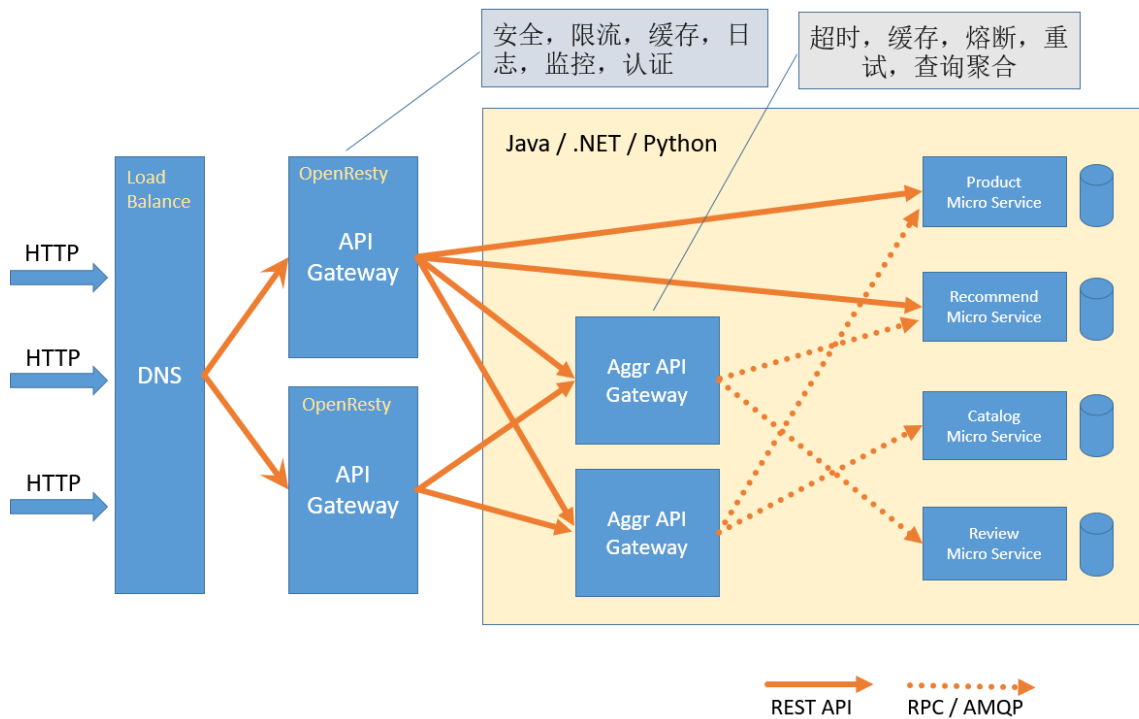 安全，限流，缓存，日
志，监控，认证
超时，缓存，熔断，重
试，查询聚合
Java / .NET / Python
Load
Balance
DNS
HTTP
HTTP
HTTP
OpenResty
API
Gateway
OpenResty
API
Gateway
Aggr API
Gateway
Aggr API
Gateway
Product
Micro Service
Recommend
Micro Service
Catalog
Micro Service
Review
Micro Service
REST API
RPC / AMQP